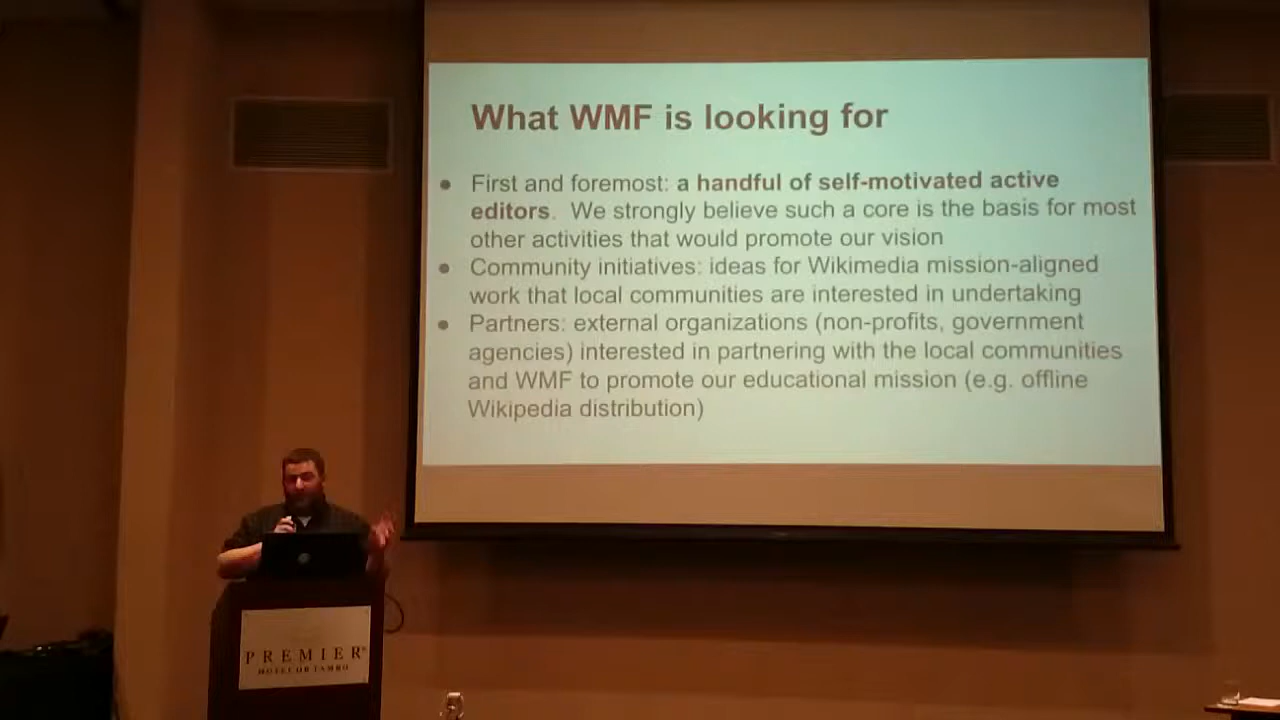 What WMF is looking for
● First and foremost: a handful of self-motivated active
editors. We strongly believe such a core is the basis for most
other activities that would promote our vision
● Community initiatives: ideas for Wikimedia mission-aligned
work that local communities are interested in undertaking
● Partners: external organizations (non-profits, government
agencies) interested in partnering with the local communities
and WMF to promote our educational mission (e.g. offline
Wikipedia distribution)
PREMIER
HOTEL OR TAMBO